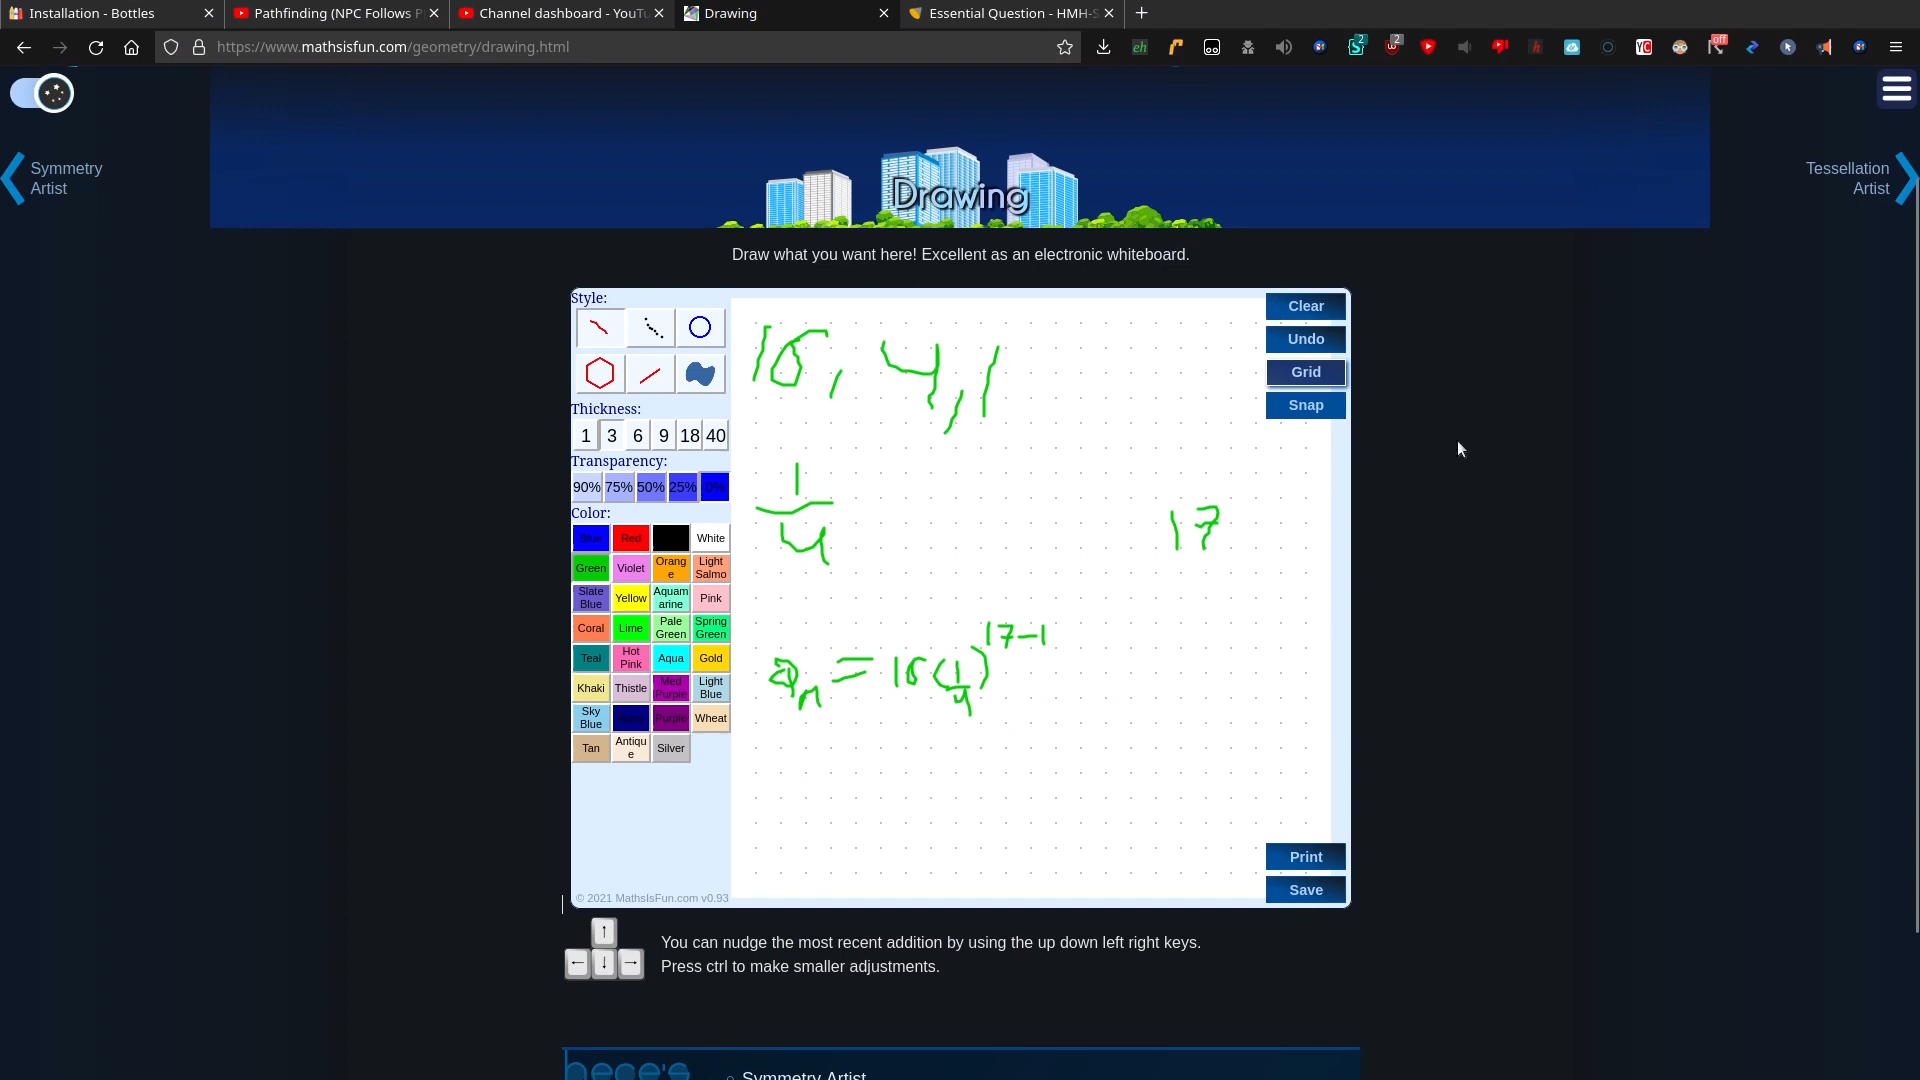 Installation - Bottles
Pathfinding (NPC Follows P
Channel dashboard - YouTu
Drawing
Essential Question - HMH-S
https://www.mathsisfun.com/geometry/drawing.html
2
2
off
Symmetry
Artist
Drawing
Tessellation
Artist
Draw what you want here! Excellent as an electronic whiteboard.
Style:
Thickness:
1 3 6 9 18 40
Transparency:
90% 75% 50% 25% 0%
Color:
Blue Red White
Green Violet Orang e Light Salmo
Slate Blue Yellow Aquam arine Pink
Coral Lime Pale Green Spring Green
Teal Hot Pink Aqua Gold
Khaki Thistle Med Purple Light Blue
Sky Blue Purple Wheat
Tan Antiqu e Silver
© 2021 MathsIsFun.com v0.93
16, 4, 1
1
4
17
an = 16(1/4)^17-1
Clear
Undo
Grid
Snap
Print
Save
↑
← ↓ →
You can nudge the most recent addition by using the up down left right keys.
Press ctrl to make smaller adjustments.
Symmetry Artist